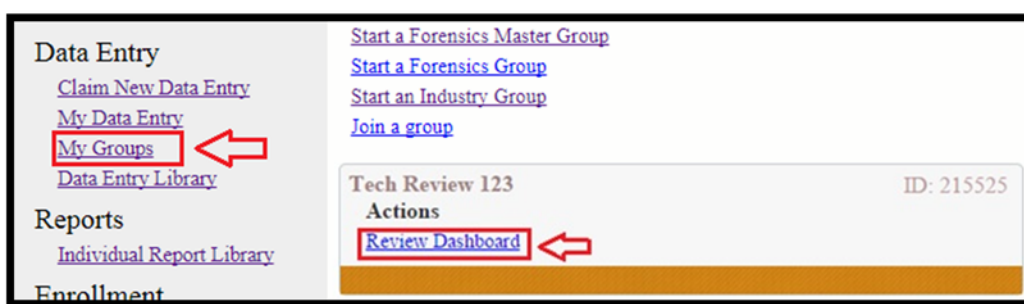 Data Entry
Claim New Data Entry
My Data Entry
My Groups
Data Entry Library
Reports
Individual Report Library
Enrollment
Start a Forensics Master Group
Start a Forensics Group
Start an Industry Group
Join a group
Tech Review 123
ID: 215525
Actions
Review Dashboard